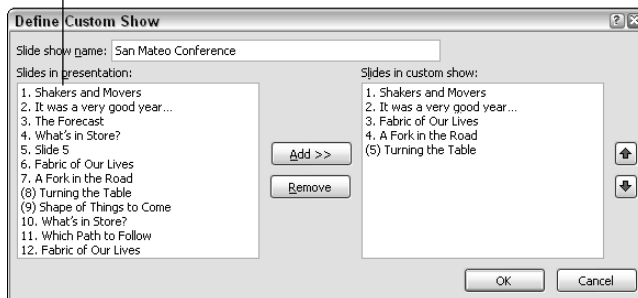 Define Custom Show
Slide show name: San Mateo Conference
Slides in presentation:
1. Shakers and Movers
2. It was a very good year...
3. The Forecast
4. What's in Store?
5. Slide 5
6. Fabric of Our Lives
7. A Fork in the Road
(8) Turning the Table
(9) Shape of Things to Come
10. What's in Store?
11. Which Path to Follow
12. Fabric of Our Lives
Add >>
Remove
Slides in custom show:
1. Shakers and Movers
2. It was a very good year...
3. Fabric of Our Lives
4. A Fork in the Road
(5) Turning the Table
OK
Cancel